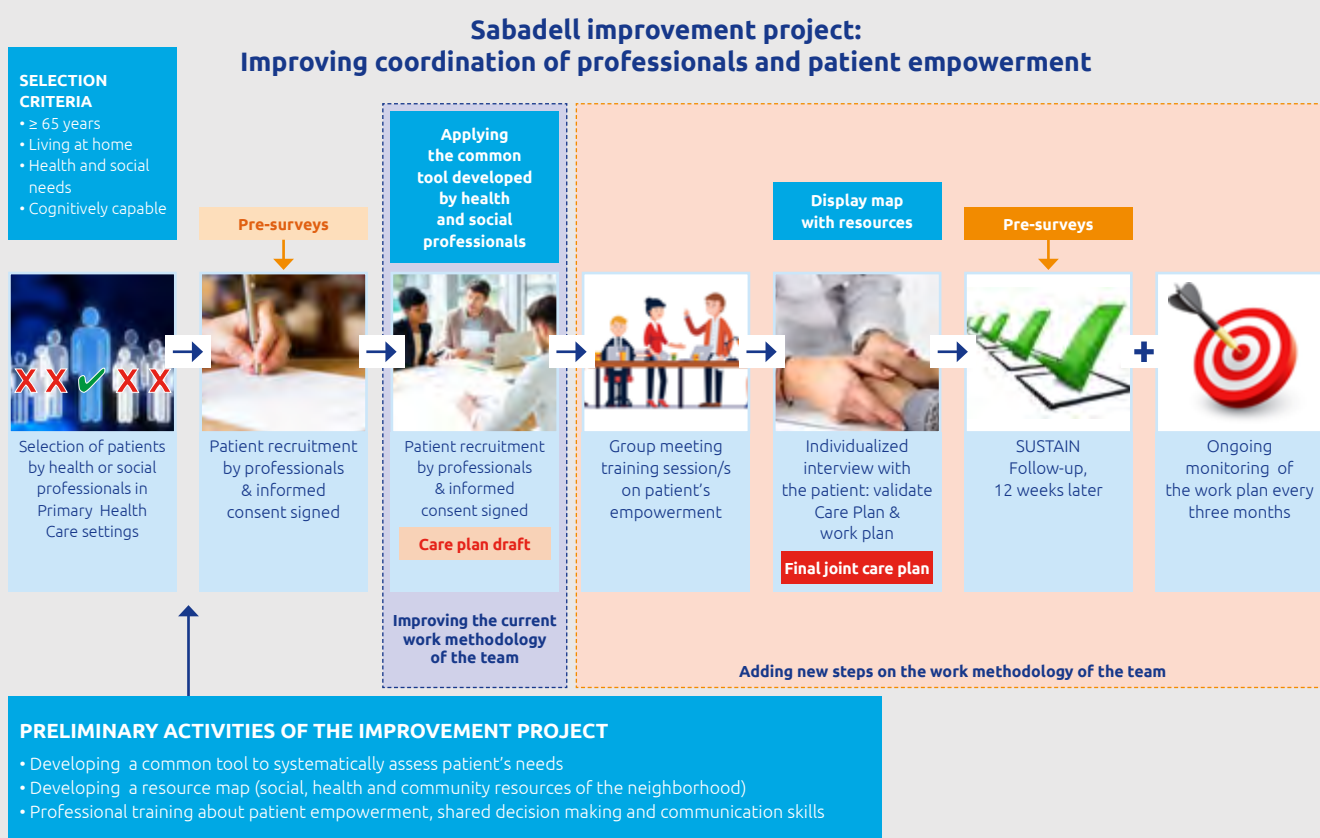 Sabadell improvement project:
Improving coordination of professionals and patient empowerment
SELECTION
CRITERIA
• ≥ 65 years
• Living at home
• Health and social
needs
• Cognitively capable
Pre-surveys
Applying
the common
tool developed
by health
and social
professionals
Display map
with resources
Pre-surveys
X X X X
Selection of patients
by health or social
professionals in
Primary Health
Care settings
Patient recruitment
by professionals
& informed
consent signed
Patient recruitment
by professionals
& informed
consent signed
Care plan draft
Group meeting
training session/s
on patient's
empowerment
Individualized
interview with
the patient: validate
Care Plan &
work plan
Final joint care plan
SUSTAIN
Follow-up,
12 weeks later
+
Ongoing
monitoring of
the work plan every
three months
Improving the current
work methodology
of the team
Adding new steps on the work methodology of the team
PRELIMINARY ACTIVITIES OF THE IMPROVEMENT PROJECT
• Developing a common tool to systematically assess patient's needs
• Developing a resource map (social, health and community resources of the neighborhood)
• Professional training about patient empowerment, shared decision making and communication skills